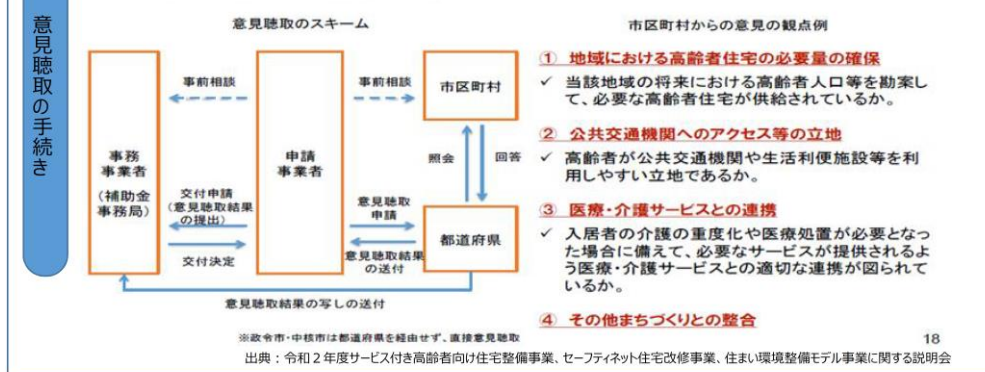 意見聴取の手続き
意見聴取のスキーム
事務
事業者
（補助金
事務局）
事前相談
交付申請
（意見聴取結果
の提出）
交付決定
申請
事業者
事前相談
意見聴取
申請
意見聴取結果
の送付
市区町村
照会
回答
都道府県
意見聴取結果の写しの送付
※政令市・中核市は都道府県を経由せず、直接意見聴取
市区町村からの意見の観点例
① 地域における高齢者住宅の必要量の確保
✓ 当該地域の将来における高齢者人口等を勘案し
て、必要な高齢者住宅が供給されているか。
② 公共交通機関へのアクセス等の立地
✓ 高齢者が公共交通機関や生活利便施設等を利
用しやすい立地であるか。
③ 医療・介護サービスとの連携
✓ 入居者の介護の重度化や医療処置が必要となっ
た場合に備えて、必要なサービスが提供されるよ
う医療・介護サービスとの適切な連携が図られて
いるか。
④ その他まちづくりとの整合
18
出典：令和２年度サービス付き高齢者向け住宅整備事業、セーフティネット住宅改修事業、住まい環境整備モデル事業に関する説明会